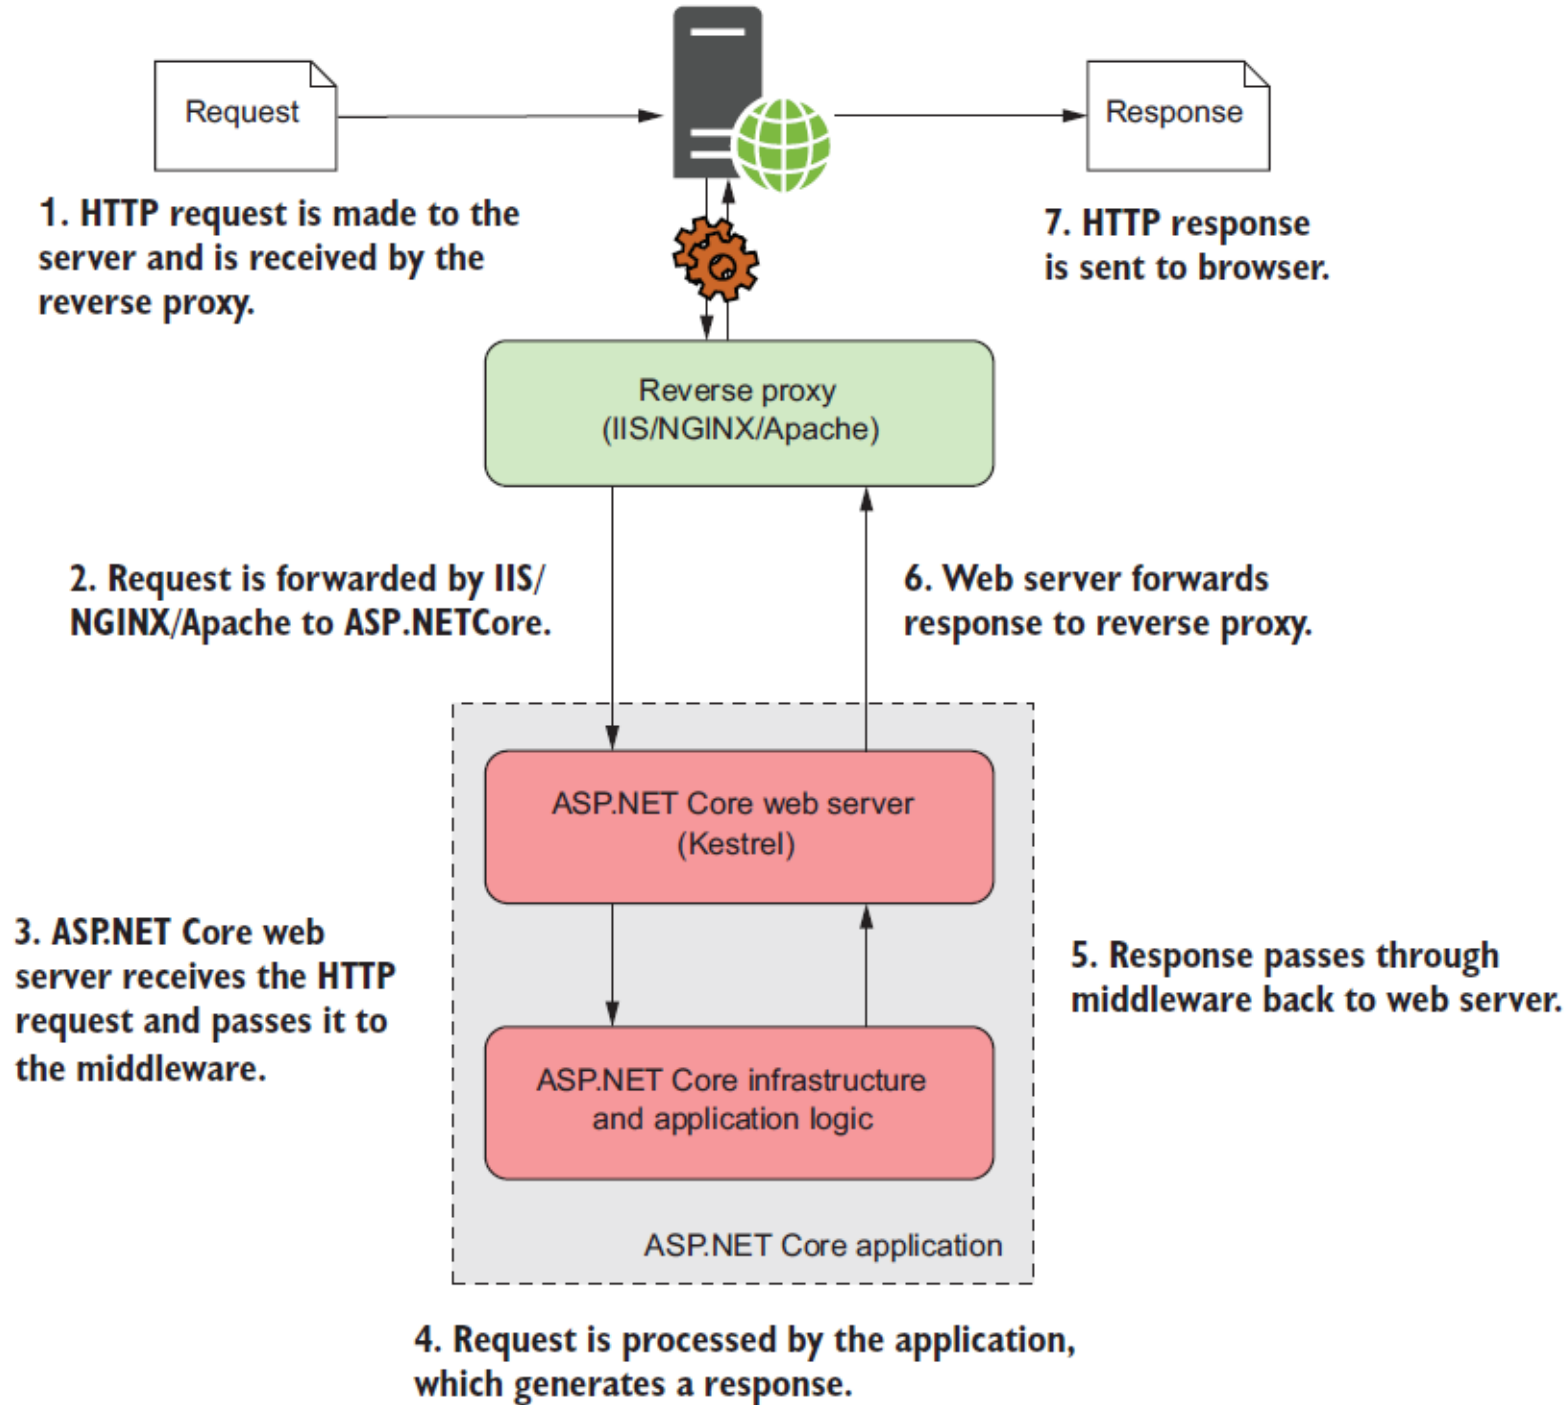 Request
Response
1. HTTP request is made to the
server and is received by the
reverse proxy.
7. HTTP response
is sent to browser.
Reverse proxy
(IIS/NGINX/Apache)
2. Request is forwarded by IIS/
NGINX/Apache to ASP.NETCore.
6. Web server forwards
response to reverse proxy.
ASP.NET Core web server
(Kestrel)
3. ASP.NET Core web
server receives the HTTP
request and passes it to
the middleware.
5. Response passes through
middleware back to web server.
ASP.NET Core infrastructure
and application logic
ASP.NET Core application
4. Request is processed by the application,
which generates a response.